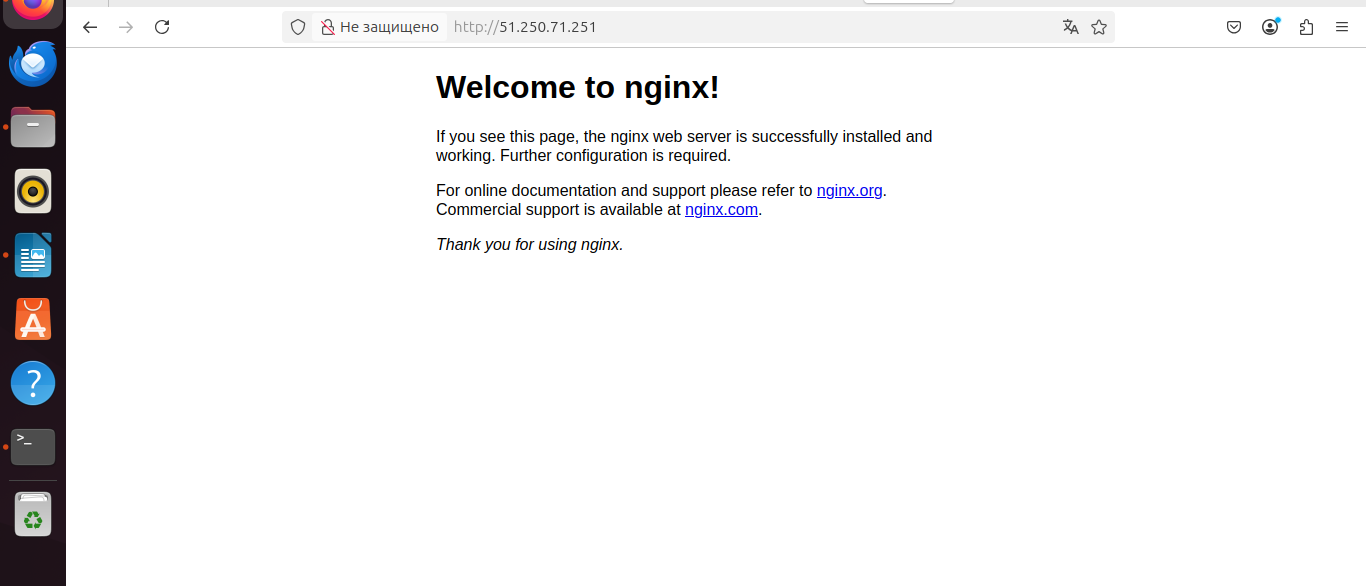 Не защищено http://51.250.71.251
Welcome to nginx!
If you see this page, the nginx web server is successfully installed and
working. Further configuration is required.
For online documentation and support please refer to nginx.org.
Commercial support is available at nginx.com.
Thank you for using nginx.